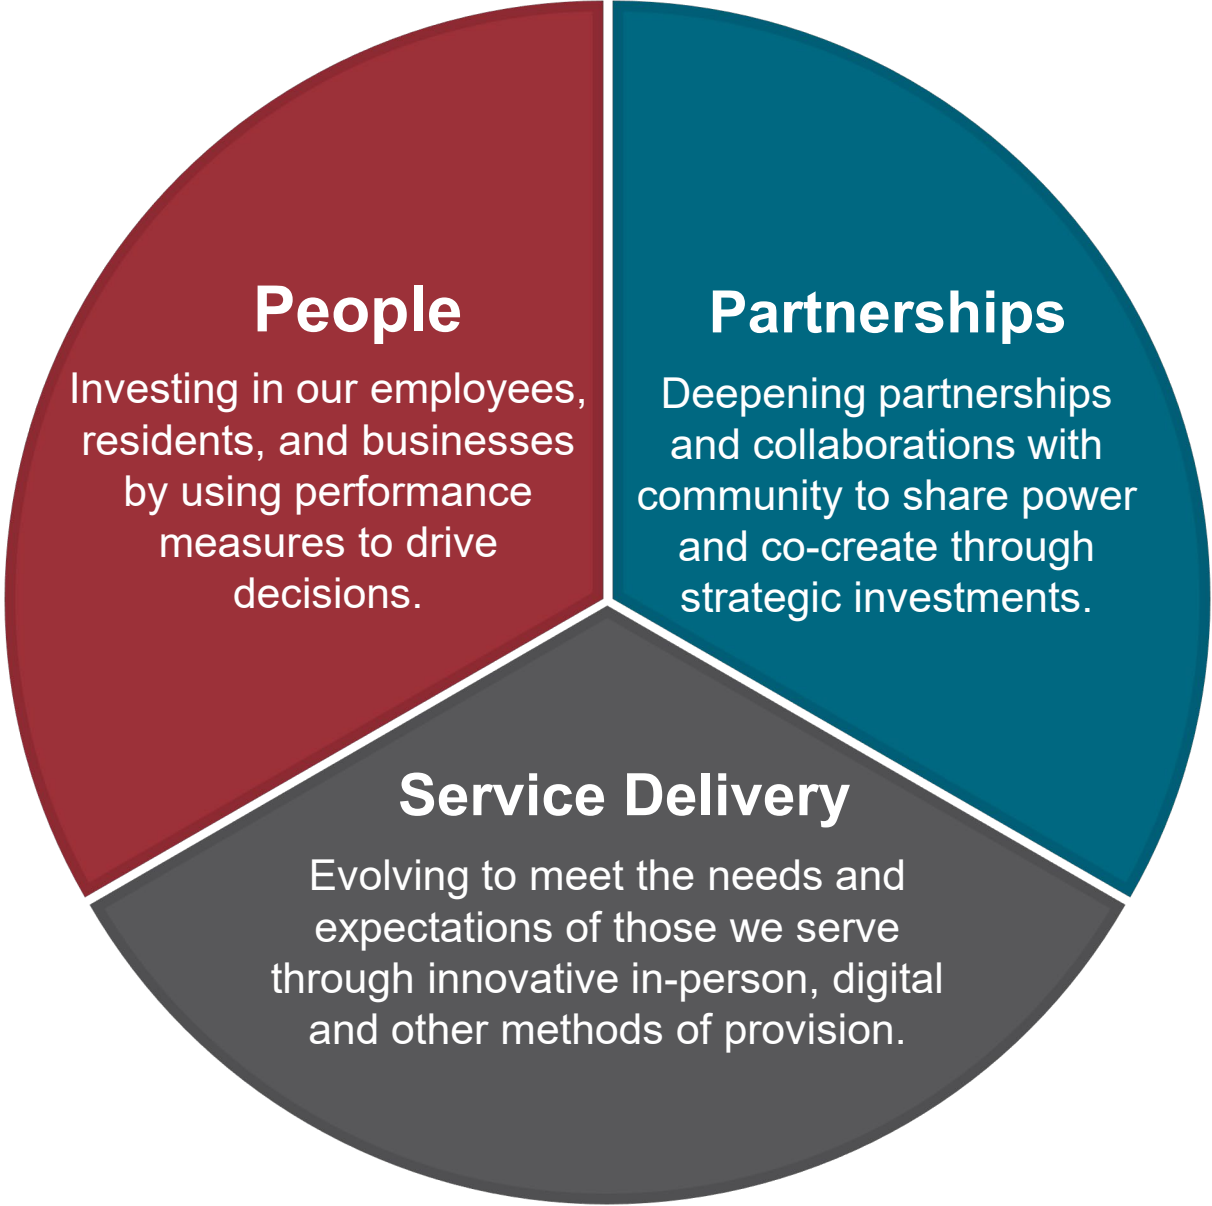 People
Investing in our employees,
residents, and businesses
by using performance
measures to drive
decisions.
Partnerships
Deepening partnerships
and collaborations with
community to share power
and co-create through
strategic investments.
Service Delivery
Evolving to meet the needs and
expectations of those we serve
through innovative in-person, digital
and other methods of provision.